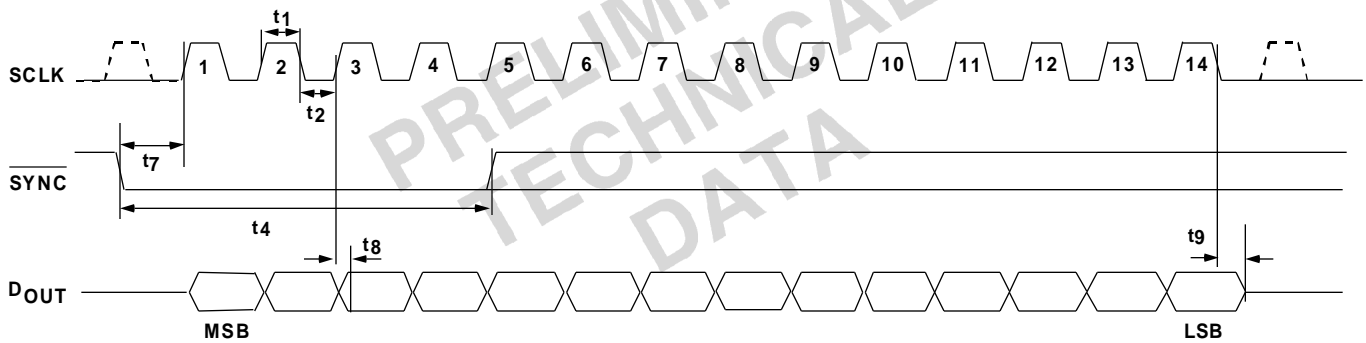 PRELIMI
TECHNICAL
DATA
t1
SCLK
1 2 3 4 5 6 7 8 9 10 11 12 13 14
t2
t7
SYNC
t4
t8
t9
DOUT
MSB
LSB